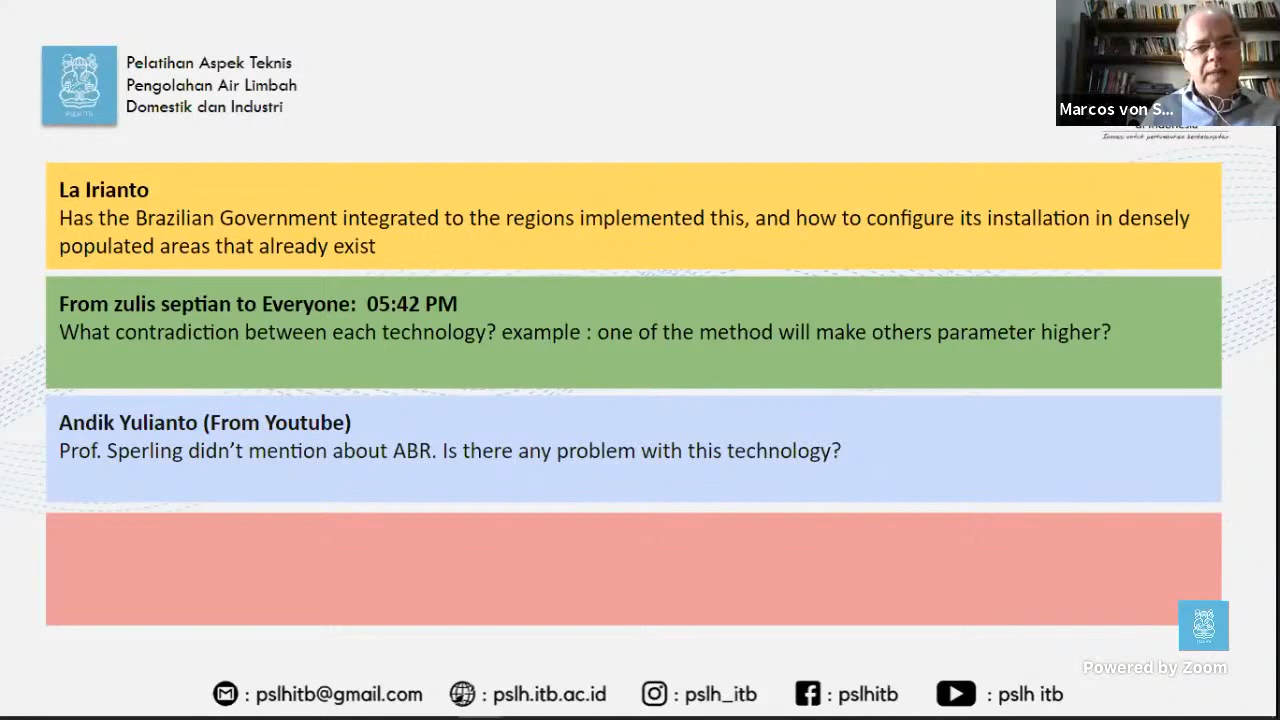 Pelatihan Aspek Teknis
Pengolahan Air Limbah
Domestik dan Industri
Marcos von S...
di Indonesia
La Irianto
Has the Brazilian Government integrated to the regions implemented this, and how to configure its installation in densely
populated areas that already exist
From zulis septian to Everyone: 05:42 PM
What contradiction between each technology? example : one of the method will make others parameter higher?
Andik Yulianto (From Youtube)
Prof. Sperling didn't mention about ABR. Is there any problem with this technology?
Powered by Zoom
: pslhitb@gmail.com : pslh.itb.ac.id : pslh_itb : pslhitb : pslh itb